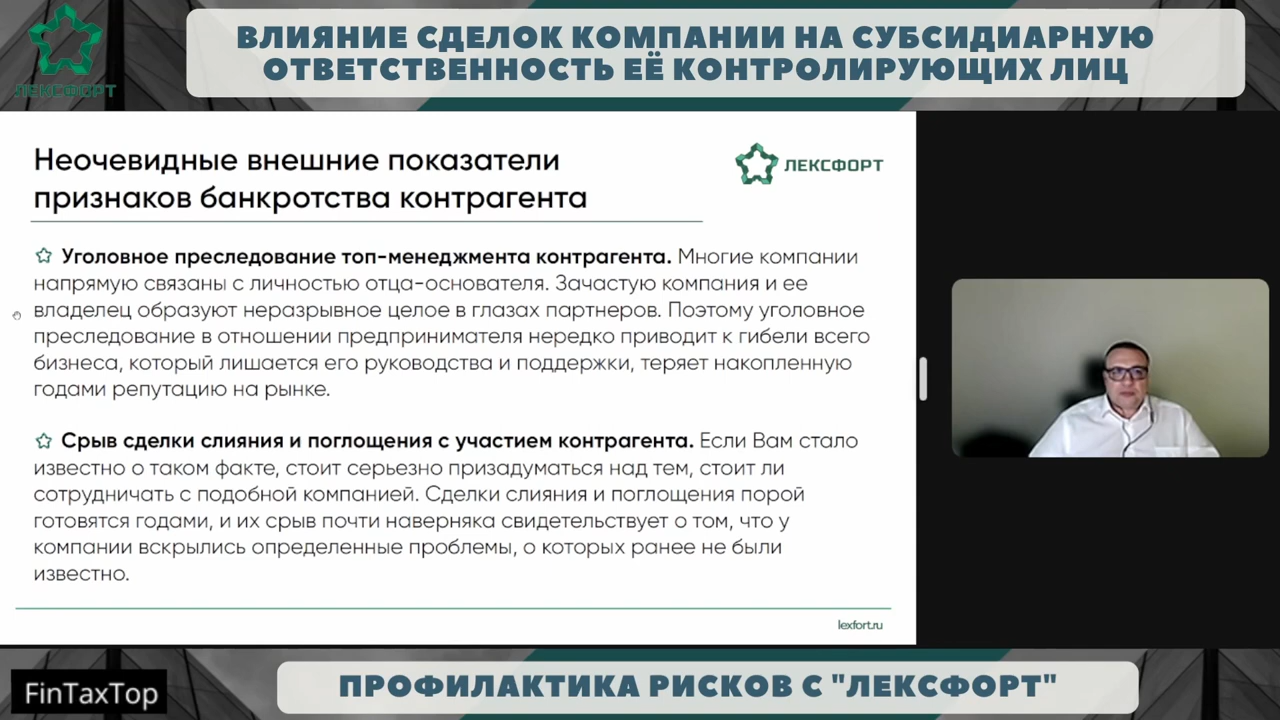 ВЛИЯНИЕ СДЕЛОК КОМПАНИИ НА СУБСИДИАРНУЮ
ОТВЕТСТВЕННОСТЬ ЕЁ КОНТРОЛИРУЮЩИХ ЛИЦ
ЛЕКСФОРТ
Неочевидные внешние показатели
признаков банкротства контрагента
ЛЕКСФОРТ
Уголовное преследование топ-менеджмента контрагента. Многие компании
напрямую связаны с личностью отца-основателя. Зачастую компания и ее
владелец образуют неразрывное целое в глазах партнеров. Поэтому уголовное
преследование в отношении предпринимателя нередко приводит к гибели всего
бизнеса, который лишается его руководства и поддержки, теряет накопленную
годами репутацию на рынке.
Срыв сделки слияния и поглощения с участием контрагента. Если Вам стало
известно о таком факте, стоит серьезно призадуматься над тем, стоит ли
сотрудничать с подобной компанией. Сделки слияния и поглощения порой
готовятся годами, и их срыв почти наверняка свидетельствует о том, что у
компании вскрылись определенные проблемы, о которых ранее не были
известно.
lexfort.ru
FinTaxTop
ПРОФИЛАКТИКА РИСКОВ С "ЛЕКСФОРТ"